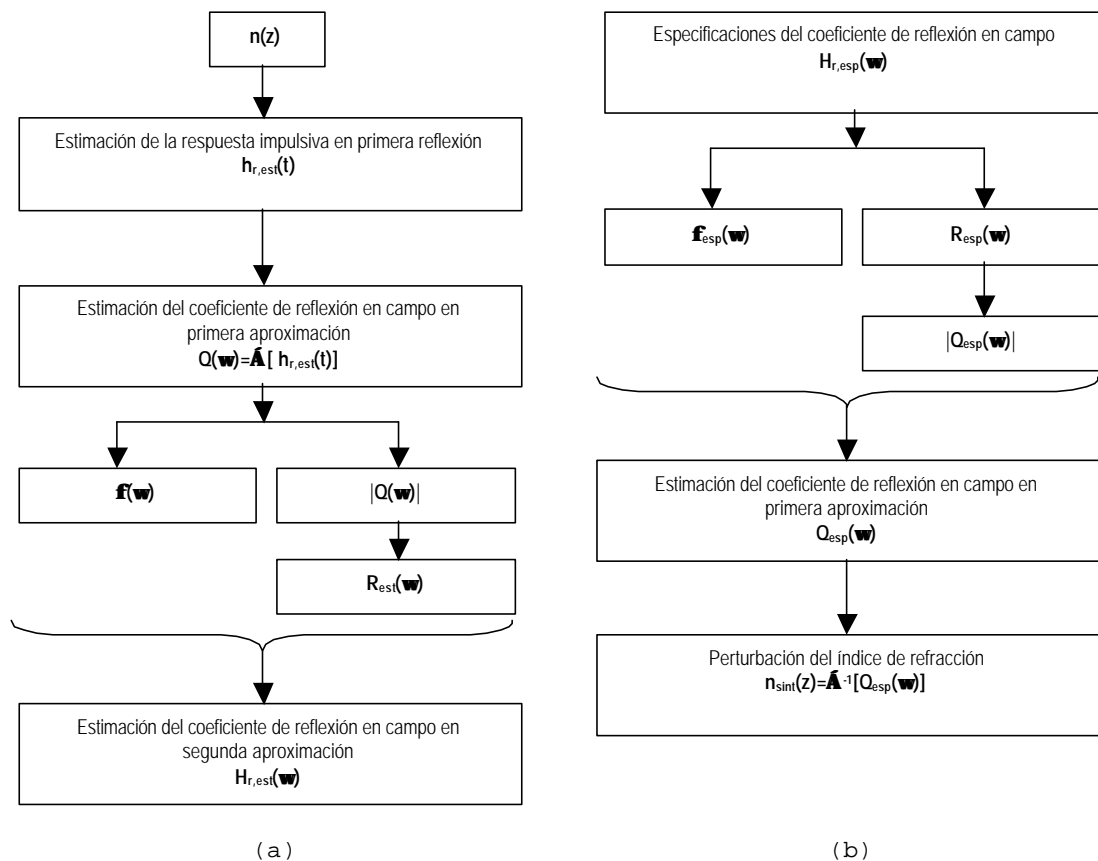 n(z)
Estimación de la respuesta impulsiva en primera reflexión
hr,est(t)
Estimación del coeficiente de reflexión en campo en
primera aproximación
Q(w)=Á[ hr,est(t)]
f(w)
|Q(w)|
Rest(w)
Estimación del coeficiente de reflexión en campo en
segunda aproximación
Hr,est(w)
(a)
Especificaciones del coeficiente de reflexión en campo
Hr,esp(w)
fesp(w)
Resp(w)
|Qesp(w)|
Estimación del coeficiente de reflexión en campo en
primera aproximación
Qesp(w)
Perturbación del índice de refracción
nsint(z)=Á-1[Qesp(w)]
(b)